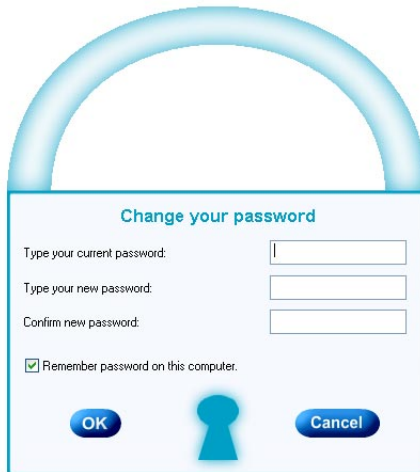 Change your password
Type your current password:
Type your new password:
Confirm new password:
Remember password on this computer.
OK
Cancel